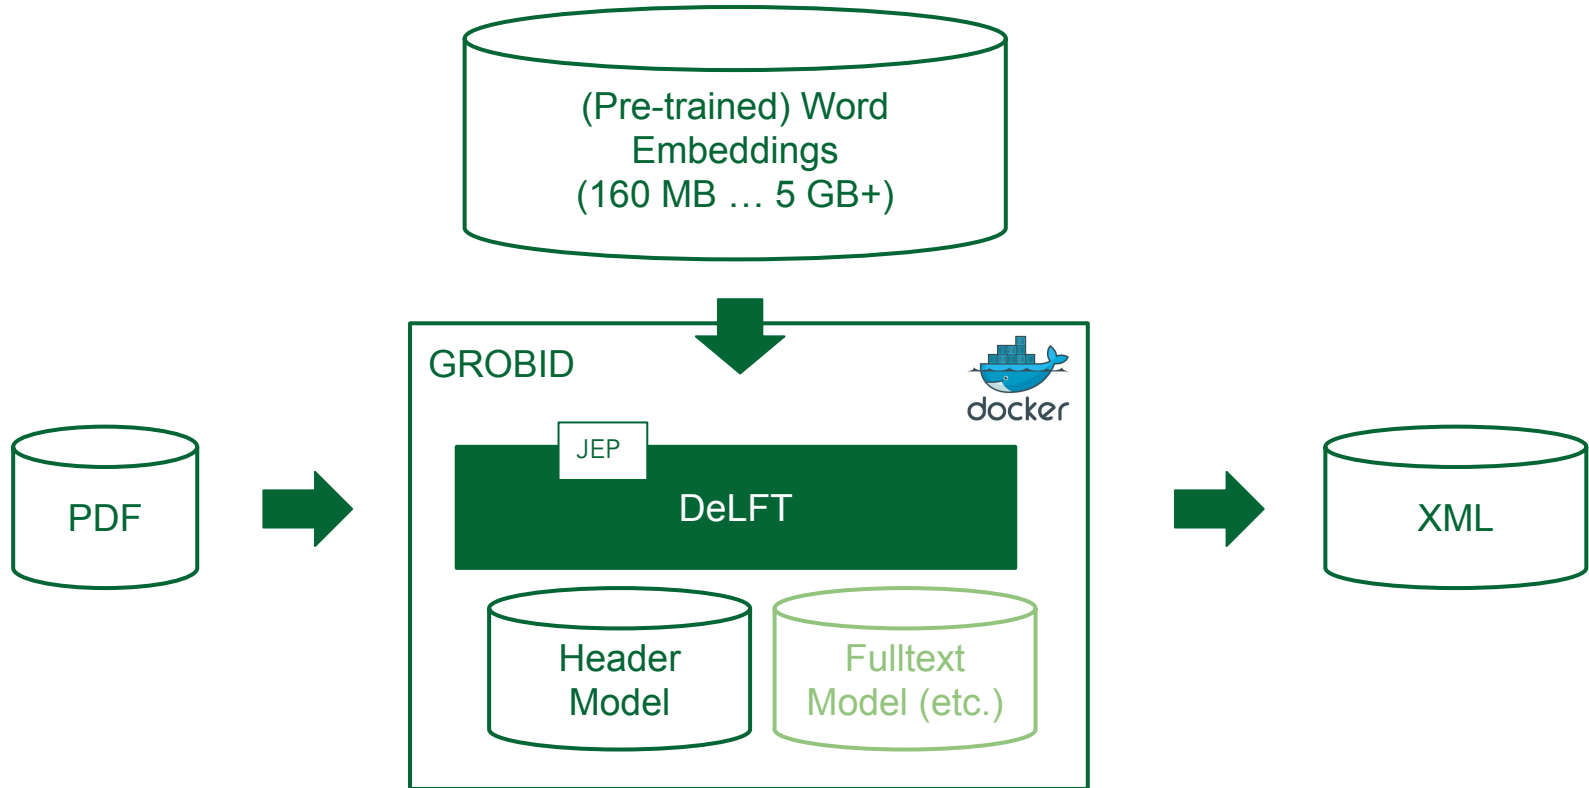 (Pre-trained) Word
Embeddings
(160 MB … 5 GB+)
GROBID
docker
JEP
PDF
DeLFT
XML
Header
Model
Fulltext
Model (etc.)